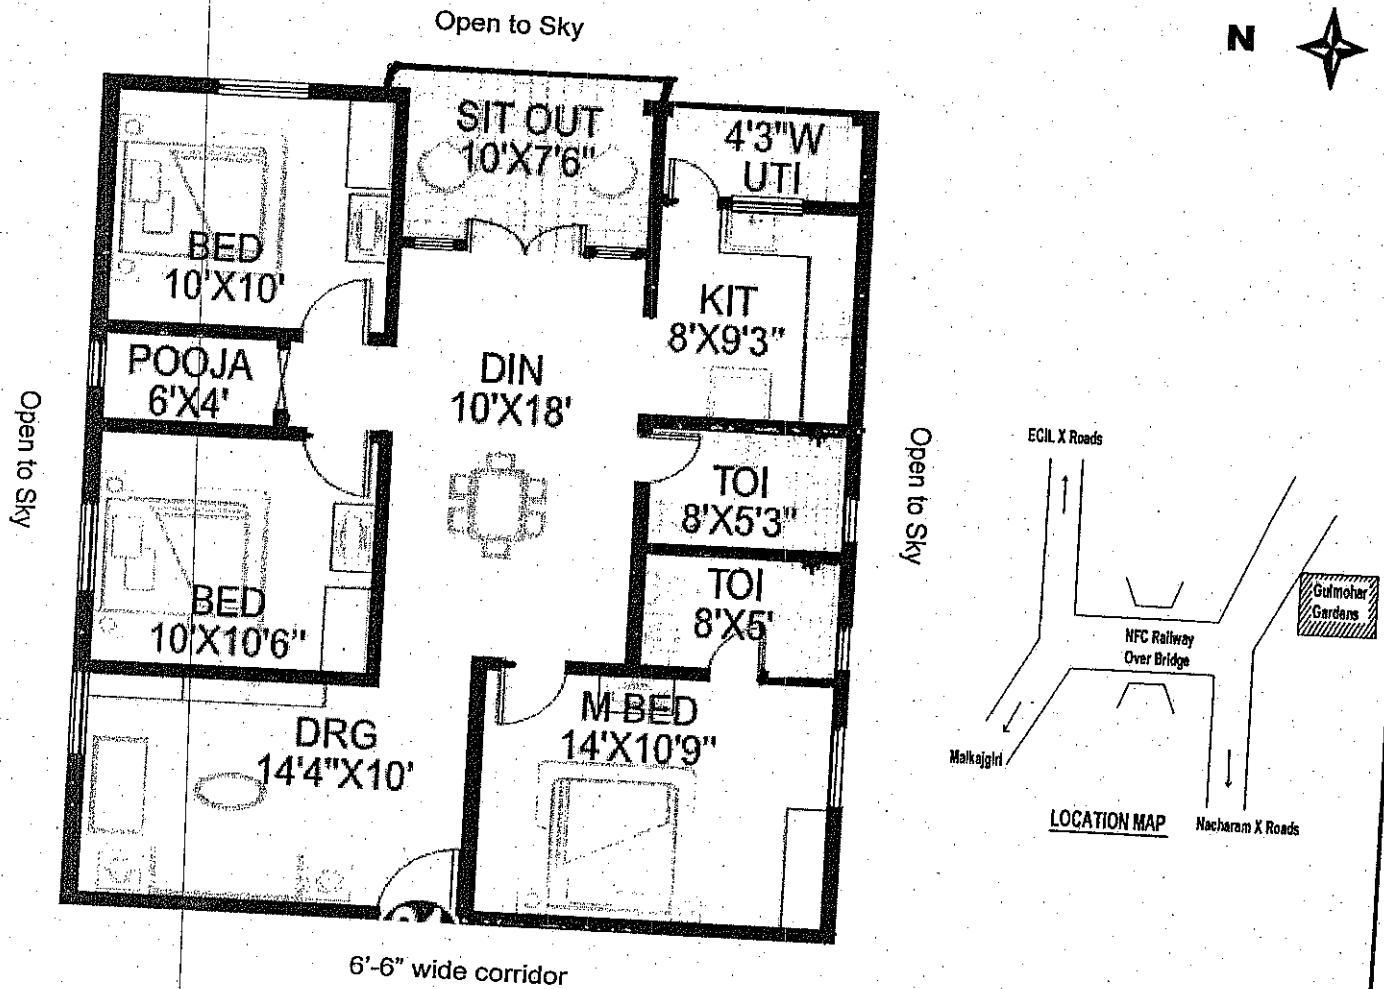 Open to Sky
N
SIT OUT
10'X7'6"
4'3"W
UTI
BED
10'X10'
KIT
8'X9'3"
POOJA
6'X4'
DIN
10'X18'
Open to Sky
Open to Sky
TOI
8'X5'3"
TOI
8'X5'
BED
10'X10'6"
M-BED
14'X10'9"
DRG
14'4"X10'
6'-6" wide corridor
ECIL X Roads
Gulmohar
Gardens
NFC Railway
Over Bridge
Malkajgiri
LOCATION MAP
Nacharam X Roads